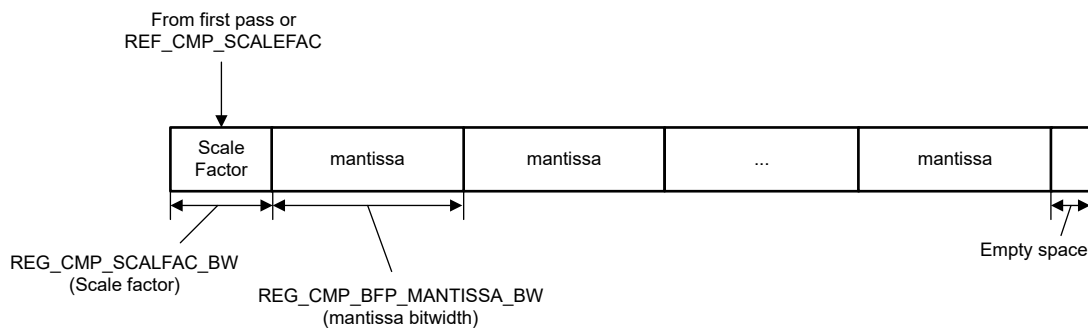 From first pass or
REF_CMP_SCALEFAC
Scale
Factor
mantissa
mantissa
...
mantissa
REG_CMP_SCALFAC_BW
(Scale factor)
REG_CMP_BFP_MANTISSA_BW
(mantissa bitwidth)
Empty space